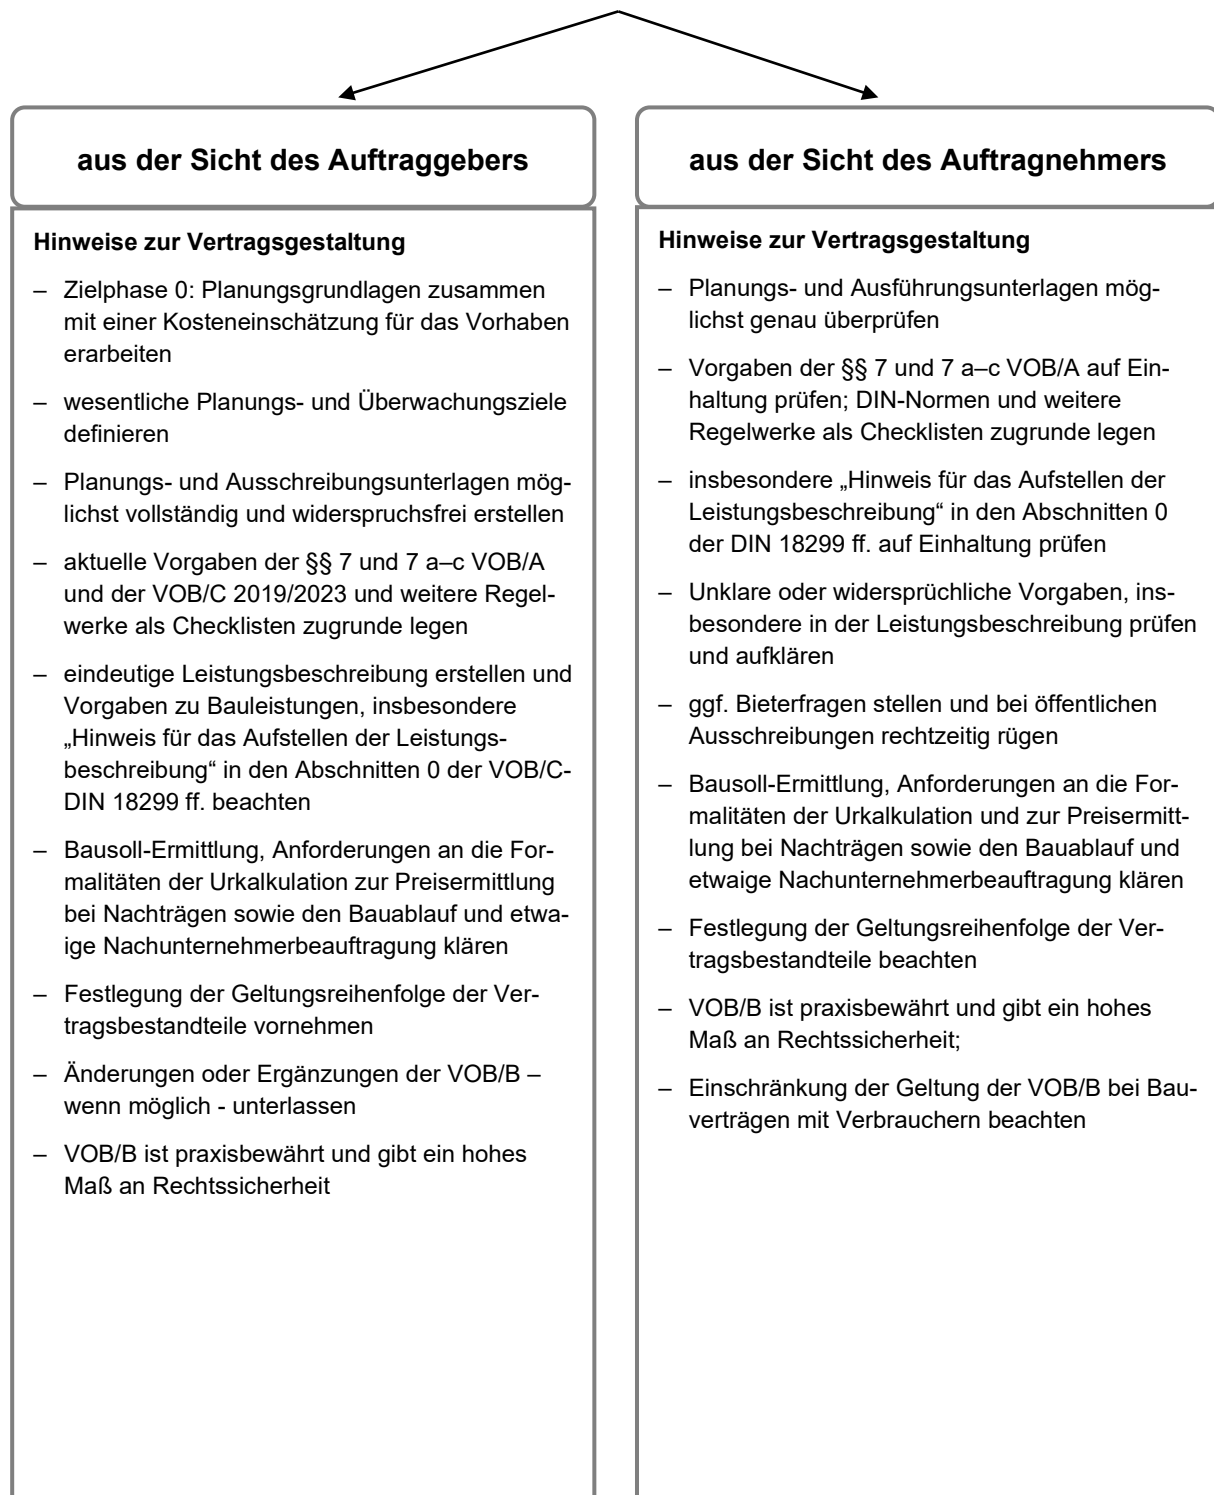 aus der Sicht des Auftraggebers
Hinweise zur Vertragsgestaltung
– Zielphase 0: Planungsgrundlagen zusammen
mit einer Kosteneinschätzung für das Vorhaben
erarbeiten
– wesentliche Planungs- und Überwachungsziele
definieren
– Planungs- und Ausschreibungsunterlagen mög-
lichst vollständig und widerspruchsfrei erstellen
– aktuelle Vorgaben der §§ 7 und 7 a–c VOB/A
und der VOB/C 2019/2023 und weitere Regel-
werke als Checklisten zugrunde legen
– eindeutige Leistungsbeschreibung erstellen und
Vorgaben zu Bauleistungen, insbesondere
„Hinweis für das Aufstellen der Leistungs-
beschreibung“ in den Abschnitten 0 der VOB/C-
DIN 18299 ff. beachten
– Bausoll-Ermittlung, Anforderungen an die For-
malitäten der Urkalkulation zur Preisermittlung
bei Nachträgen sowie den Bauablauf und etwa-
ige Nachunternehmerbeauftragung klären
– Festlegung der Geltungsreihenfolge der Ver-
tragsbestandteile vornehmen
– Änderungen oder Ergänzungen der VOB/B –
wenn möglich - unterlassen
– VOB/B ist praxisbewährt und gibt ein hohes
Maß an Rechtssicherheit
aus der Sicht des Auftragnehmers
Hinweise zur Vertragsgestaltung
– Planungs- und Ausführungsunterlagen mög-
lichst genau überprüfen
– Vorgaben der §§ 7 und 7 a–c VOB/A auf Ein-
haltung prüfen; DIN-Normen und weitere
Regelwerke als Checklisten zugrunde legen
– insbesondere „Hinweis für das Aufstellen der
Leistungsbeschreibung“ in den Abschnitten 0
der DIN 18299 ff. auf Einhaltung prüfen
– Unklare oder widersprüchliche Vorgaben, ins-
besondere in der Leistungsbeschreibung prüfen
und aufklären
– ggf. Bieterfragen stellen und bei öffentlichen
Ausschreibungen rechtzeitig rügen
– Bausoll-Ermittlung, Anforderungen an die For-
malitäten der Urkalkulation und zur Preisermitt-
lung bei Nachträgen sowie den Bauablauf und
etwaige Nachunternehmerbeauftragung klären
– Festlegung der Geltungsreihenfolge der Ver-
tragsbestandteile beachten
– VOB/B ist praxisbewährt und gibt ein hohes
Maß an Rechtssicherheit;
– Einschränkung der Geltung der VOB/B bei Bau-
verträgen mit Verbrauchern beachten